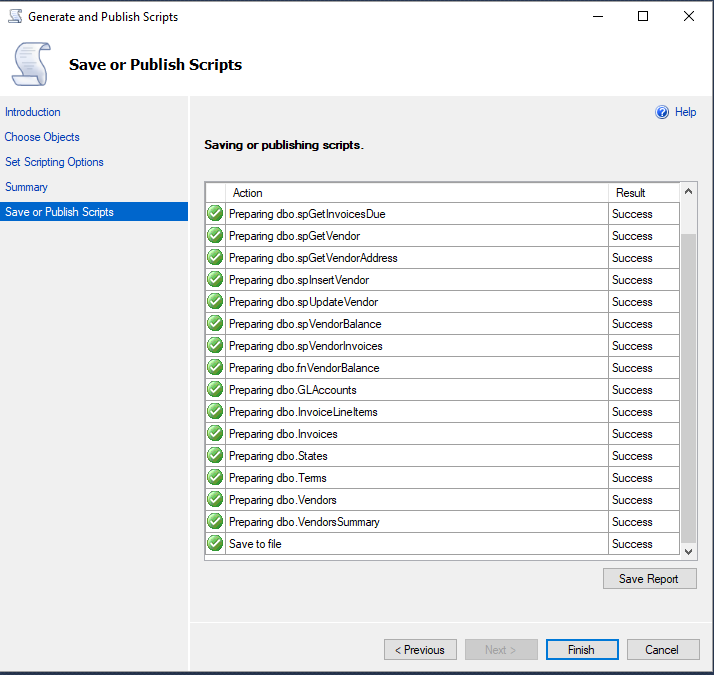 Generate and Publish Scripts
Save or Publish Scripts
Introduction
Choose Objects
Set Scripting Options
Summary
Save or Publish Scripts
Help
Saving or publishing scripts.
Action Result
Preparing dbo.spGetInvoicesDue Success
Preparing dbo.spGetVendor Success
Preparing dbo.spGetVendorAddress Success
Preparing dbo.spInsertVendor Success
Preparing dbo.spUpdateVendor Success
Preparing dbo.spVendorBalance Success
Preparing dbo.spVendorInvoices Success
Preparing dbo.fnVendorBalance Success
Preparing dbo.GLAccounts Success
Preparing dbo.InvoiceLineItems Success
Preparing dbo.Invoices Success
Preparing dbo.States Success
Preparing dbo.Terms Success
Preparing dbo.Vendors Success
Preparing dbo.VendorsSummary Success
Save to file Success
Save Report
< Previous Next > Finish Cancel